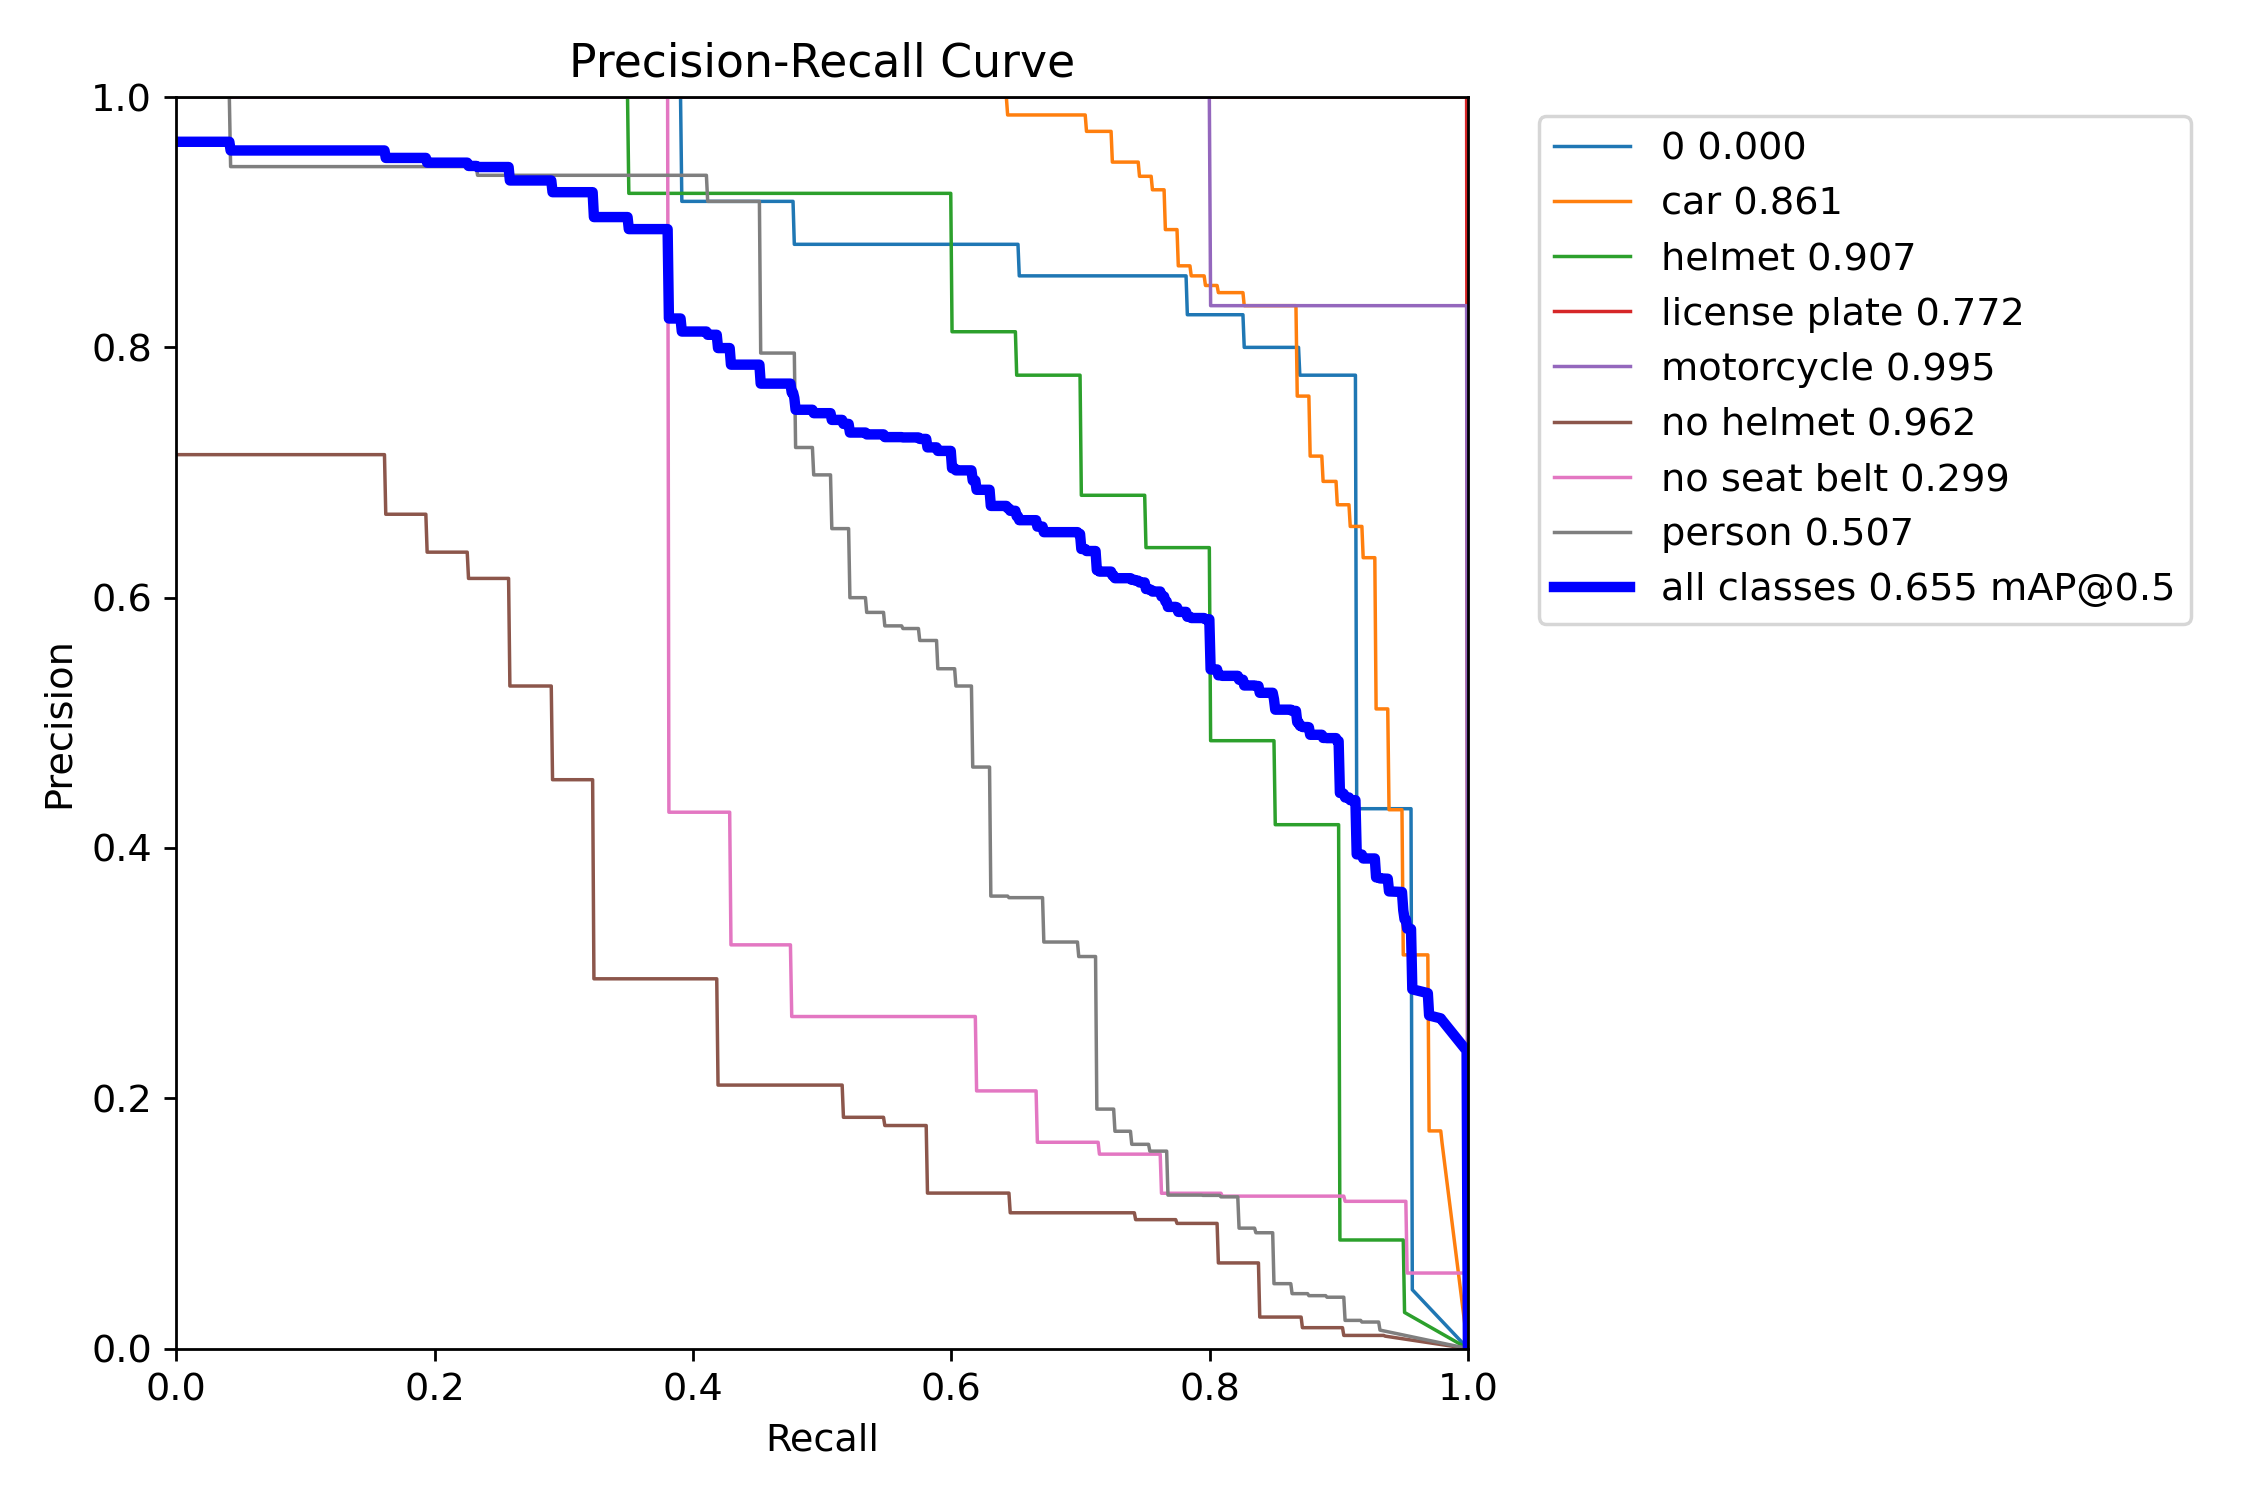 Precision-Recall Curve
1.0
0.8
0.6
0.4
0.2
0.0
Precision
0.0 0.2 0.4 0.6 0.8 1.0
Recall
0 0.000
car 0.861
helmet 0.907
license plate 0.772
motorcycle 0.995
no helmet 0.962
no seat belt 0.299
person 0.507
all classes 0.655 mAP@0.5